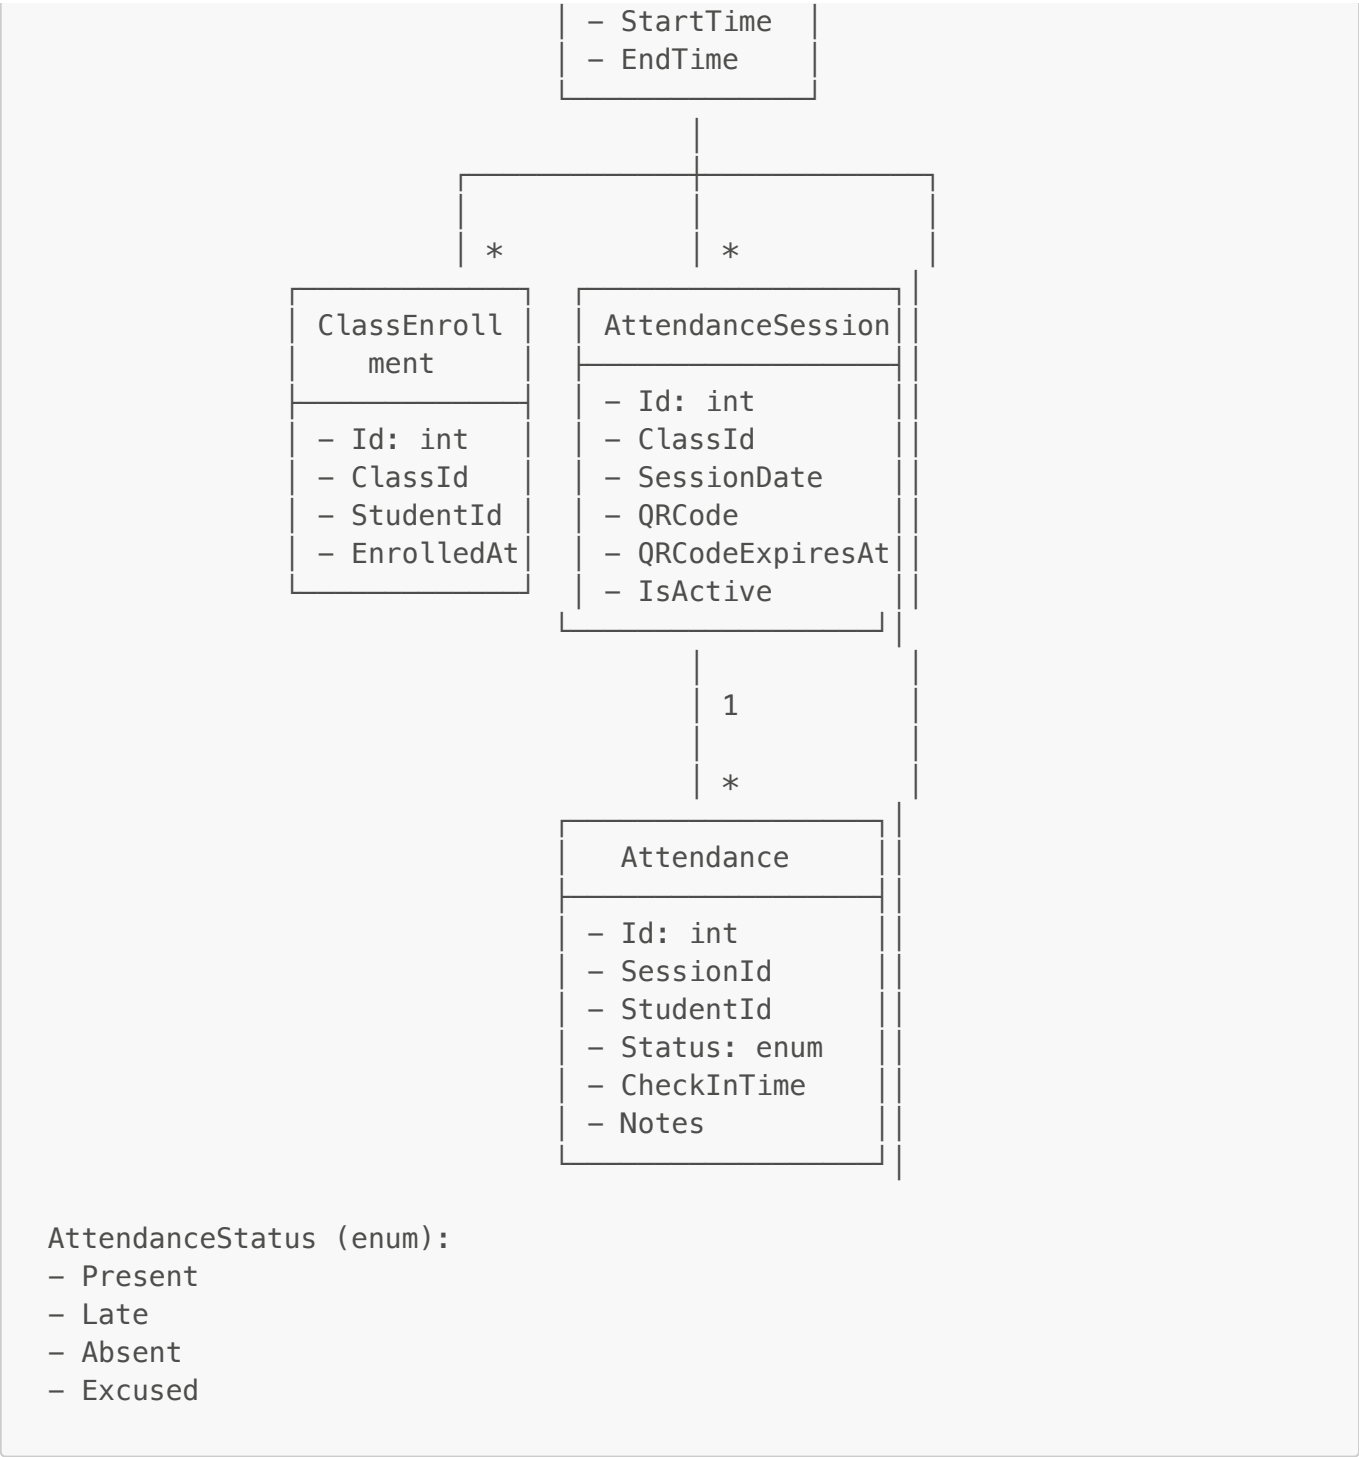 - StartTime
- EndTime
* *
ClassEnroll AttendanceSession
ment
- Id: int
- Id: int - ClassId
- ClassId - SessionDate
- StudentId - QRCode
- EnrolledAt - QRCodeExpiresAt
- IsActive
1
*
Attendance
- Id: int
- SessionId
- StudentId
- Status: enum
- CheckInTime
- Notes
AttendanceStatus (enum):
- Present
- Late
- Absent
- Excused